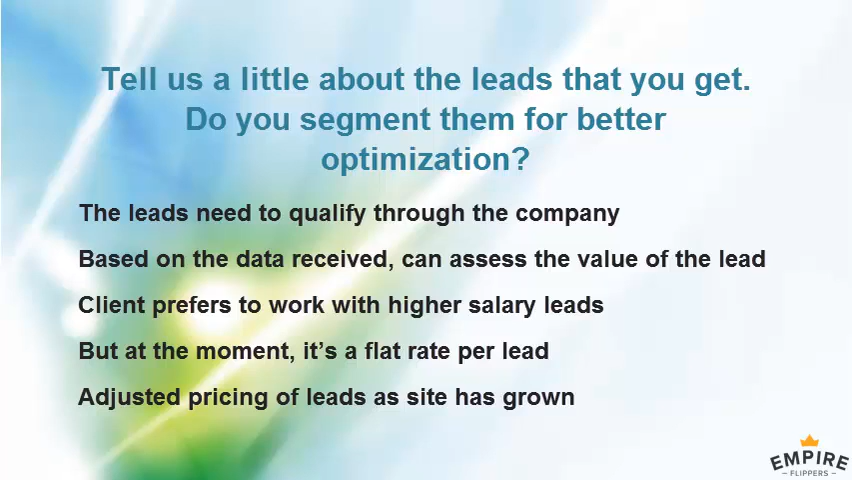 Tell us a little about the leads that you get.
Do you segment them for better
optimization?
The leads need to qualify through the company
Based on the data received, can assess the value of the lead
Client prefers to work with higher salary leads
But at the moment, it’s a flat rate per lead
Adjusted pricing of leads as site has grown
EMPIRE
– FLIPPERS –